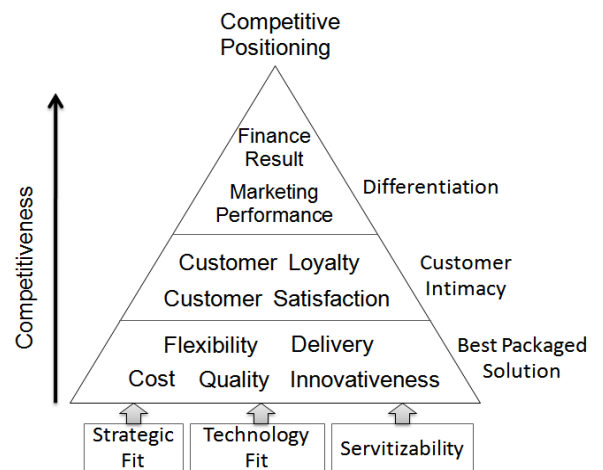 Competitive
Positioning
Finance
Result
Marketing
Performance
Differentiation
Customer Loyalty
Customer Satisfaction
Customer
Intimacy
Flexibility Delivery
Cost Quality Innovativeness
Best Packaged
Solution
Competitiveness
Strategic
Fit
Technology
Fit
Servitizability